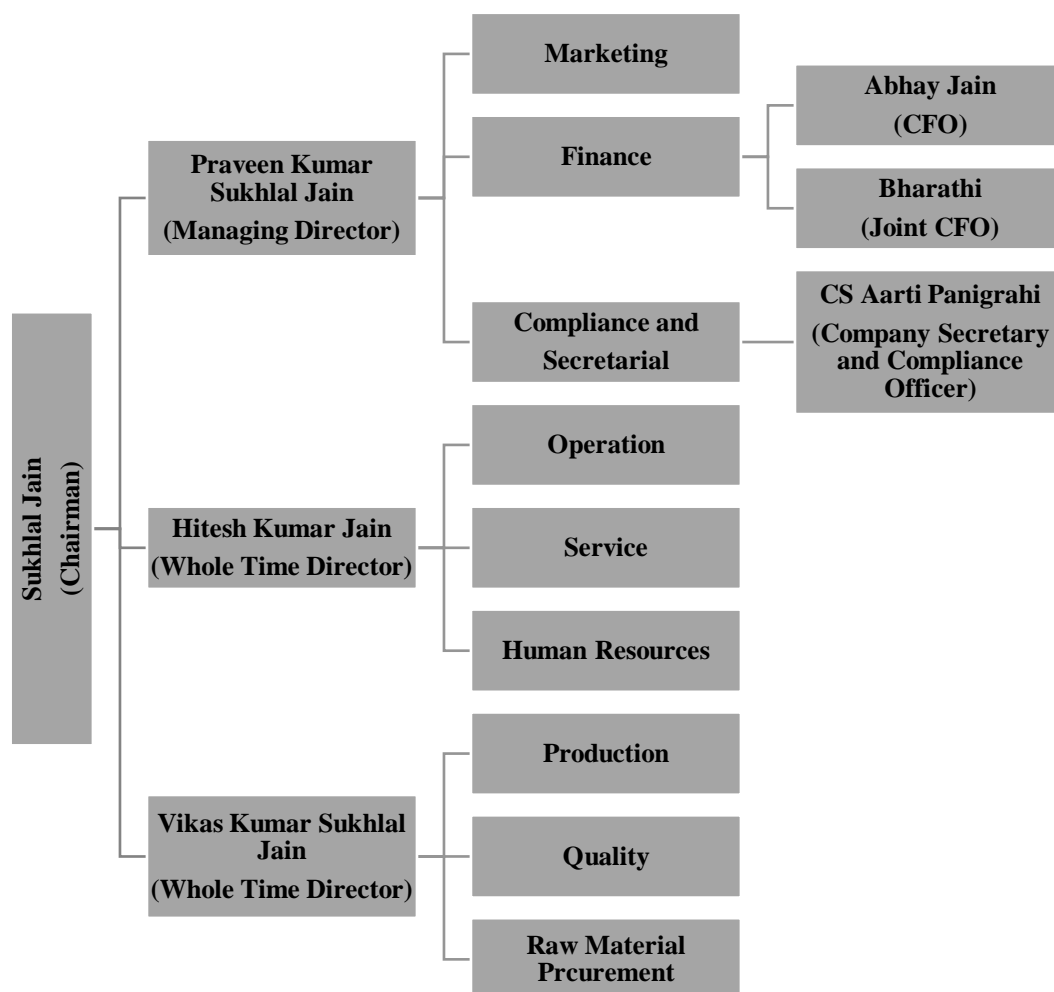 Sukhlal Jain
(Chairman)
Praveen Kumar
Sukhlal Jain
(Managing Director)
Marketing
Finance
Abhay Jain
(CFO)
Bharathi
(Joint CFO)
Compliance and
Secretarial
CS Aarti Panigrahi
(Company Secretary
and Compliance
Officer)
Hitesh Kumar Jain
(Whole Time Director)
Operation
Service
Human Resources
Vikas Kumar Sukhlal
Jain
(Whole Time Director)
Production
Quality
Raw Material
Prcurement